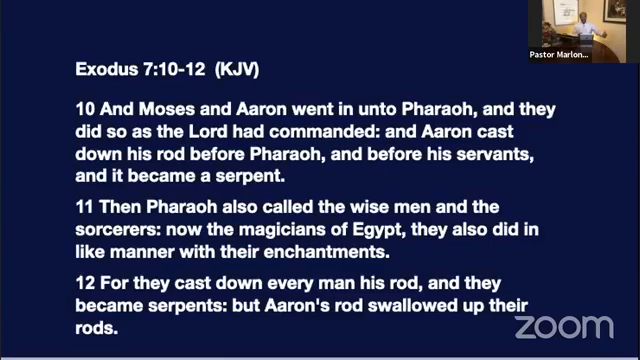 Pastor Marlon...
Exodus 7:10-12 (KJV)
10 And Moses and Aaron went in unto Pharaoh, and they
did so as the Lord had commanded: and Aaron cast
down his rod before Pharaoh, and before his servants,
and it became a serpent.
11 Then Pharaoh also called the wise men and the
sorcerers: now the magicians of Egypt, they also did in
like manner with their enchantments.
12 For they cast down every man his rod, and they
became serpents: but Aaron's rod swallowed up their
rods.
zoom